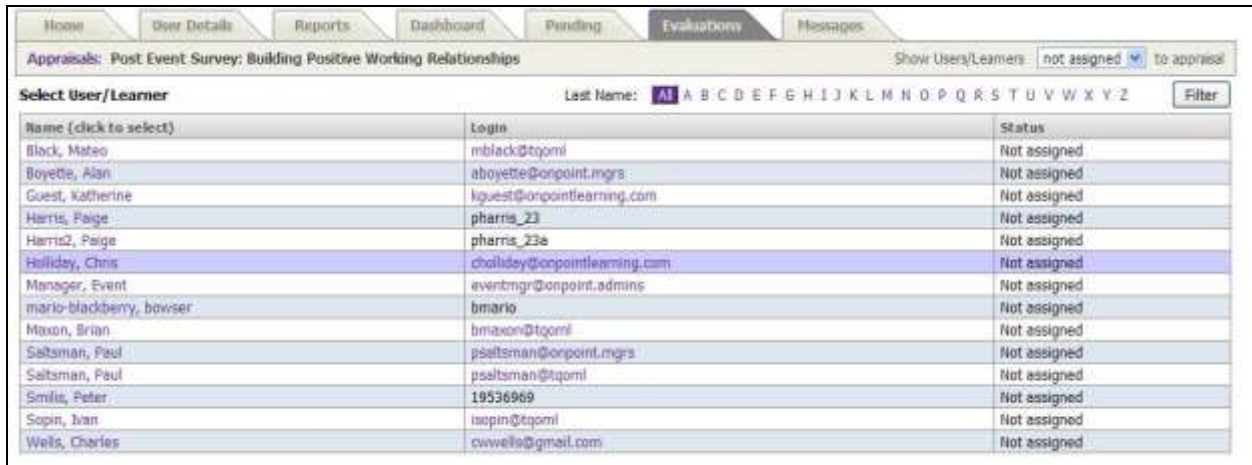 Home User Details Reports Dashboard Pending Evaluations Messages
Appraisals: Post Event Survey: Building Positive Working Relationships Show Users/Learners not assigned to appraisal
Select User/Learner Last Name: All A B C D E F G H I J K L M N O P Q R S T U V W X Y Z Filter
Name (click to select) Login Status
Black, Mateo mblack@tqoml Not assigned
Boyette, Alan aboyette@onpoint.mgrs Not assigned
Guest, Katherine kguest@onpointlearning.com Not assigned
Harris, Paige pharris_23 Not assigned
Harris2, Paige pharris_23a Not assigned
Holliday, Chris cholliday@onpointlearning.com Not assigned
Manager, Event eventmgr@onpoint.admins Not assigned
mario-blackberry, bowser bmario Not assigned
Maxon, Brian bmaxon@tqoml Not assigned
Saltsman, Paul psaltsman@onpoint.mgrs Not assigned
Saltsman, Paul psaltsman@tqoml Not assigned
Smilis, Peter 19536969 Not assigned
Sopin, Ivan isopin@tqoml Not assigned
Wells, Charles cwwells@gmail.com Not assigned